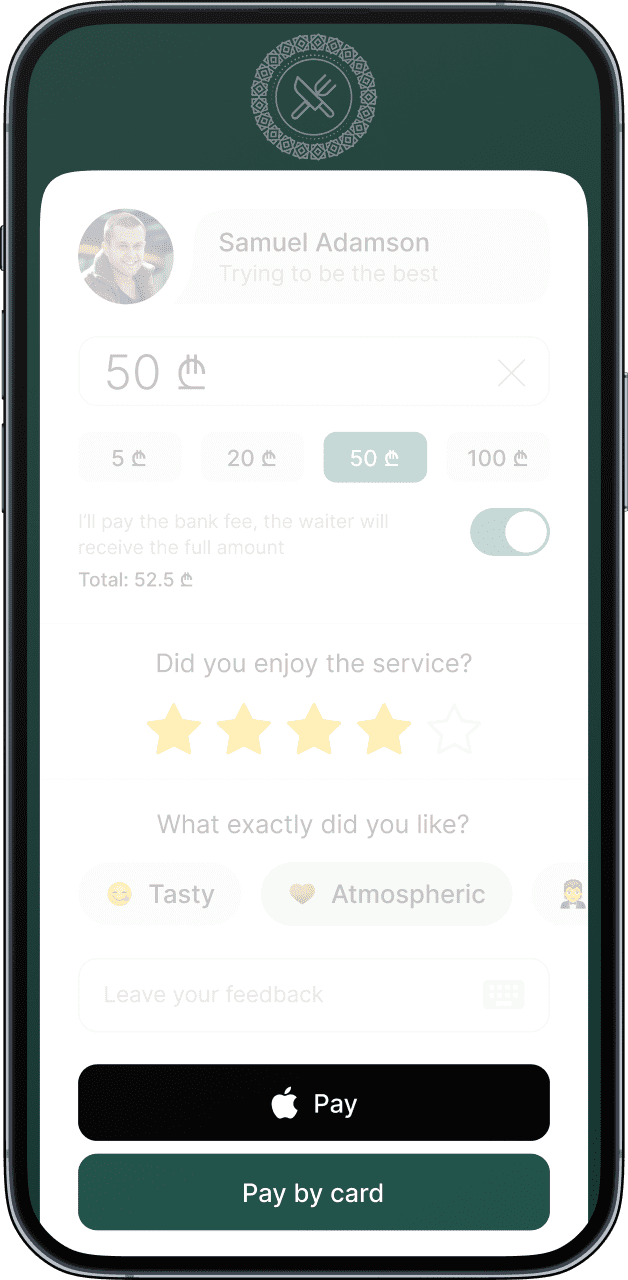 Samuel Adamson
Trying to be the best
50 ₾
5 ₾ 20 ₾ 50 ₾ 100 ₾
I'll pay the bank fee, the waiter will
receive the full amount
Total: 52.5 ₾
Did you enjoy the service?
What exactly did you like?
😋 Tasty 💝 Atmospheric
Leave your feedback
Pay
Pay by card